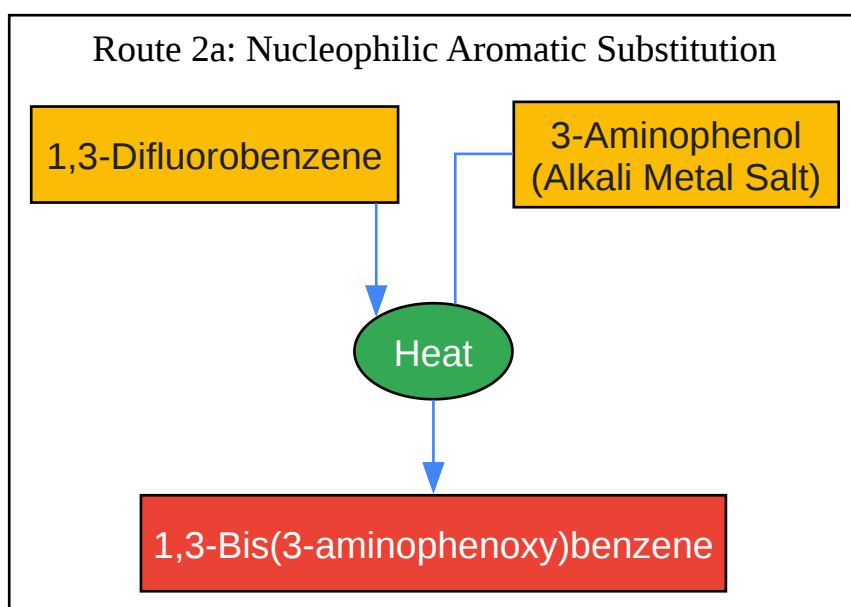 Route 2a: Nucleophilic Aromatic Substitution
1,3-Difluorobenzene
3-Aminophenol
(Alkali Metal Salt)
Heat
1,3-Bis(3-aminophenoxy)benzene